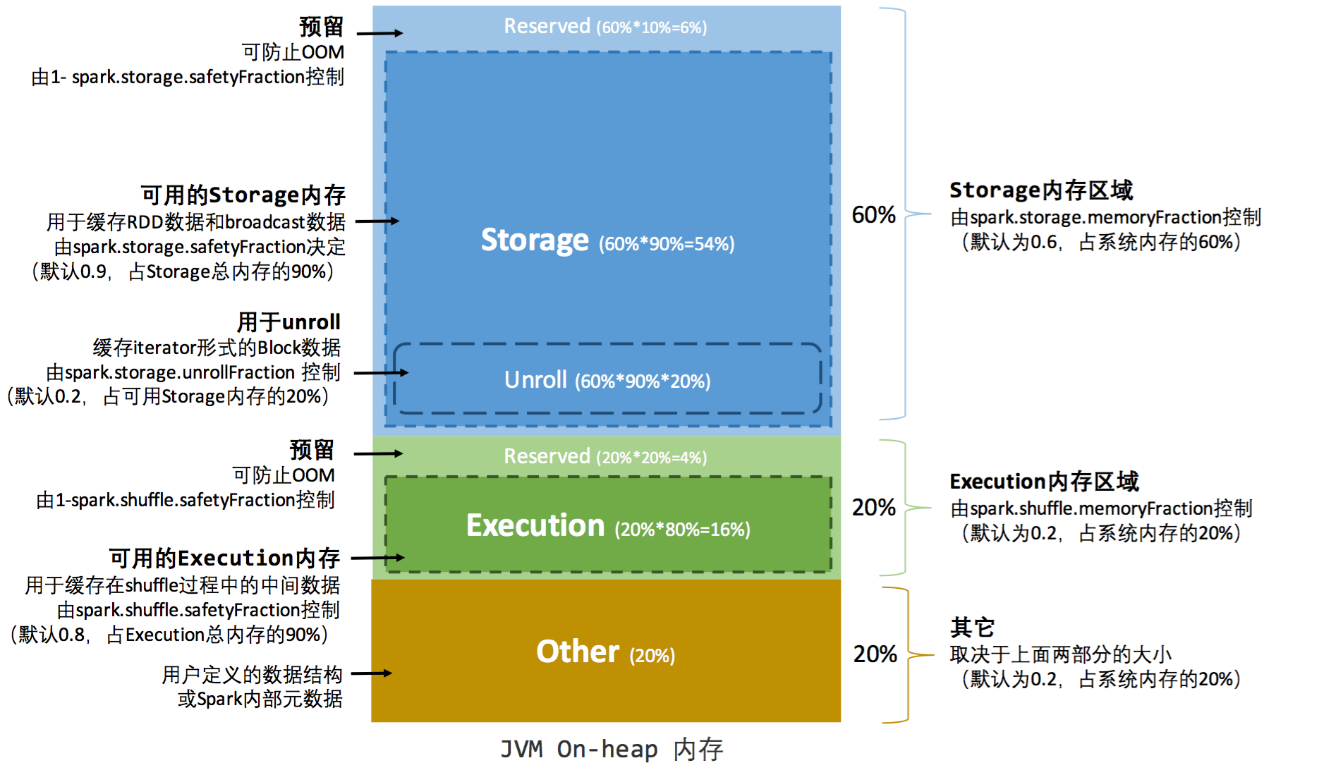 预留
可防止OOM
由1- spark.storage.safetyFraction控制
可用的Storage内存
用于缓存RDD数据和broadcast数据
由spark.storage.safetyFraction决定
（默认0.9，占Storage总内存的90%）
用于unroll
缓存iterator形式的Block数据
由spark.storage.unrollFraction 控制
（默认0.2，占可用Storage内存的20%）
预留
可防止OOM
由1-spark.shuffle.safetyFraction控制
可用的Execution内存
用于缓存在shuffle过程中的中间数据
由spark.shuffle.safetyFraction控制
（默认0.8，占Execution总内存的90%）
用户定义的数据结构
或Spark内部元数据
Reserved (60%*10%=6%)
Storage (60%*90%=54%)
Unroll (60%*90%*20%)
Reserved (20%*20%=4%)
Execution (20%*80%=16%)
Other (20%)
60%
Storage内存区域
由spark.storage.memoryFraction控制
（默认为0.6，占系统内存的60%）
20%
Execution内存区域
由spark.shuffle.memoryFraction控制
（默认为0.2，占系统内存的20%）
20%
其它
取决于上面两部分的大小
（默认为0.2，占系统内存的20%）
JVM On-heap 内存